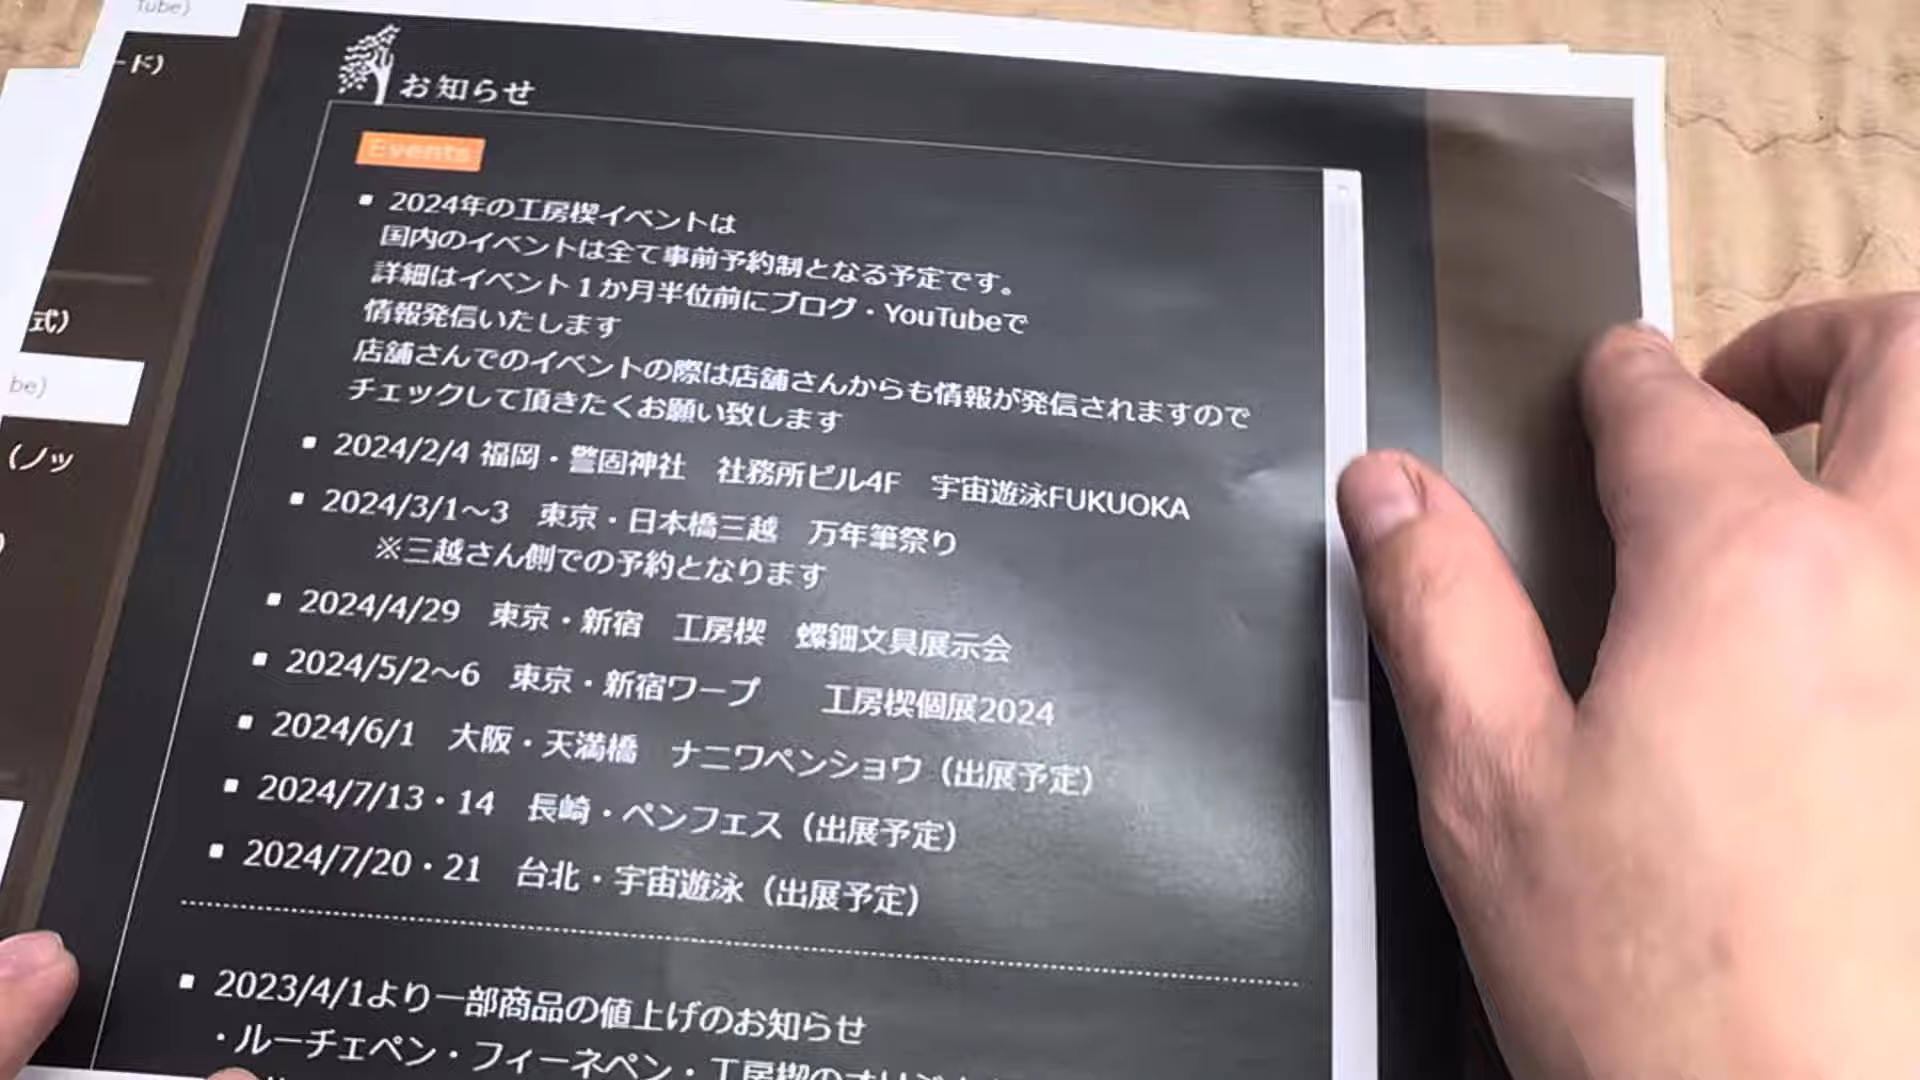 Tube)
ード)
式)
be)
(ノッ
)
お知らせ
Events
▪ 2024年の工房楔イベントは
国内のイベントは全て事前予約制となる予定です。
詳細はイベント１か月半位前にブログ・YouTubeで
情報発信いたします
店舗さんでのイベントの際は店舗さんからも情報が発信されますので
チェックして頂きたくお願い致します
▪ 2024/2/4 福岡・警固神社　社務所ビル4F　宇宙遊泳FUKUOKA
▪ 2024/3/1～3　東京・日本橋三越　万年筆祭り
※三越さん側での予約となります
▪ 2024/4/29　東京・新宿　工房楔　螺鈿文具展示会
▪ 2024/5/2～6　東京・新宿ワープ　　工房楔個展2024
▪ 2024/6/1　大阪・天満橋　ナニワペンショウ（出展予定）
▪ 2024/7/13・14　長崎・ペンフェス（出展予定）
▪ 2024/7/20・21　台北・宇宙遊泳（出展予定）
▪ 2023/4/1より一部商品の値上げのお知らせ
・ルーチェペン・フィーネペン・工房楔の